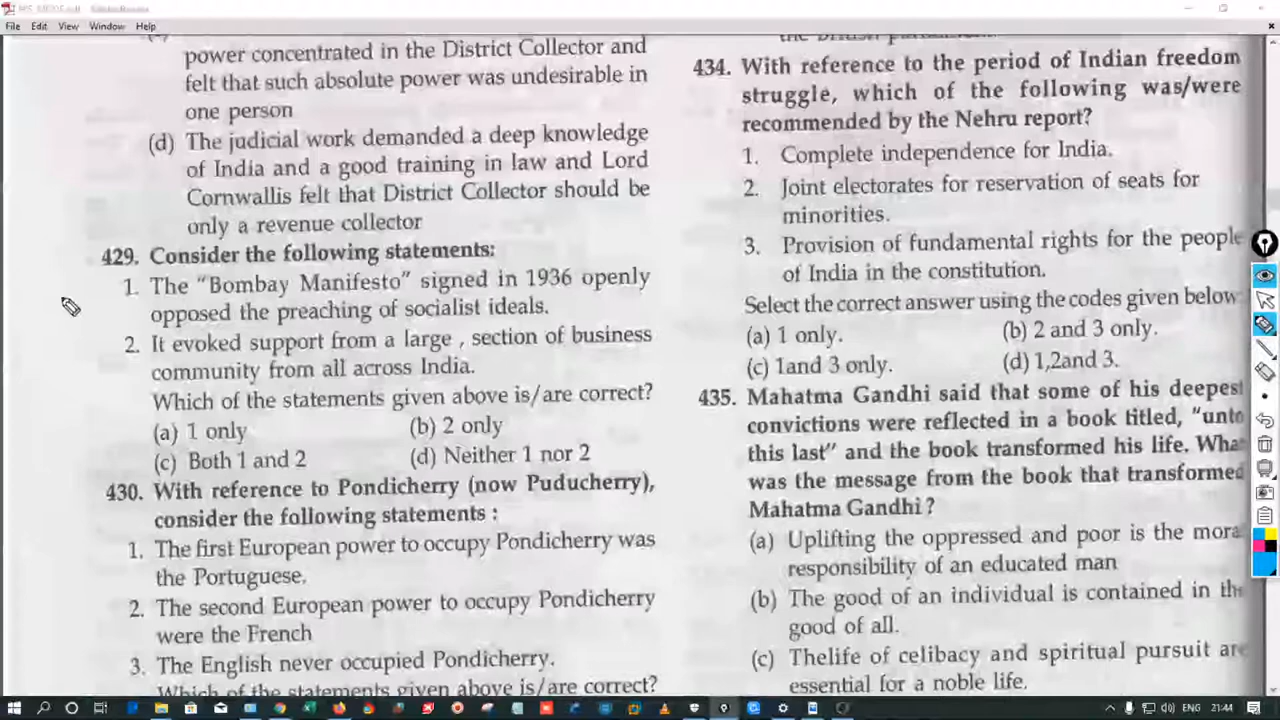 File Edit View Window Help
power concentrated in the District Collector and
felt that such absolute power was undesirable in
one person
(d) The judicial work demanded a deep knowledge
of India and a good training in law and Lord
Cornwallis felt that District Collector should be
only a revenue collector
429. Consider the following statements:
1. The "Bombay Manifesto" signed in 1936 openly
opposed the preaching of socialist ideals.
2. It evoked support from a large , section of business
community from all across India.
Which of the statements given above is/are correct?
(a) 1 only (b) 2 only
(c) Both 1 and 2 (d) Neither 1 nor 2
430. With reference to Pondicherry (now Puducherry),
consider the following statements :
1. The first European power to occupy Pondicherry was
the Portuguese.
2. The second European power to occupy Pondicherry
were the French
3. The English never occupied Pondicherry.
Which of the statements given above is/are correct?
434. With reference to the period of Indian freedom
struggle, which of the following was/were
recommended by the Nehru report?
1. Complete independence for India.
2. Joint electorates for reservation of seats for
minorities.
3. Provision of fundamental rights for the people
of India in the constitution.
Select the correct answer using the codes given below
(a) 1 only. (b) 2 and 3 only.
(c) 1and 3 only. (d) 1,2and 3.
435. Mahatma Gandhi said that some of his deepest
convictions were reflected in a book titled, "unto
this last" and the book transformed his life. What
was the message from the book that transformed
Mahatma Gandhi?
(a) Uplifting the oppressed and poor is the mora
responsibility of an educated man
(b) The good of an individual is contained in the
good of all.
(c) Thelife of celibacy and spiritual pursuit are
essential for a noble life.
ENG 21:44